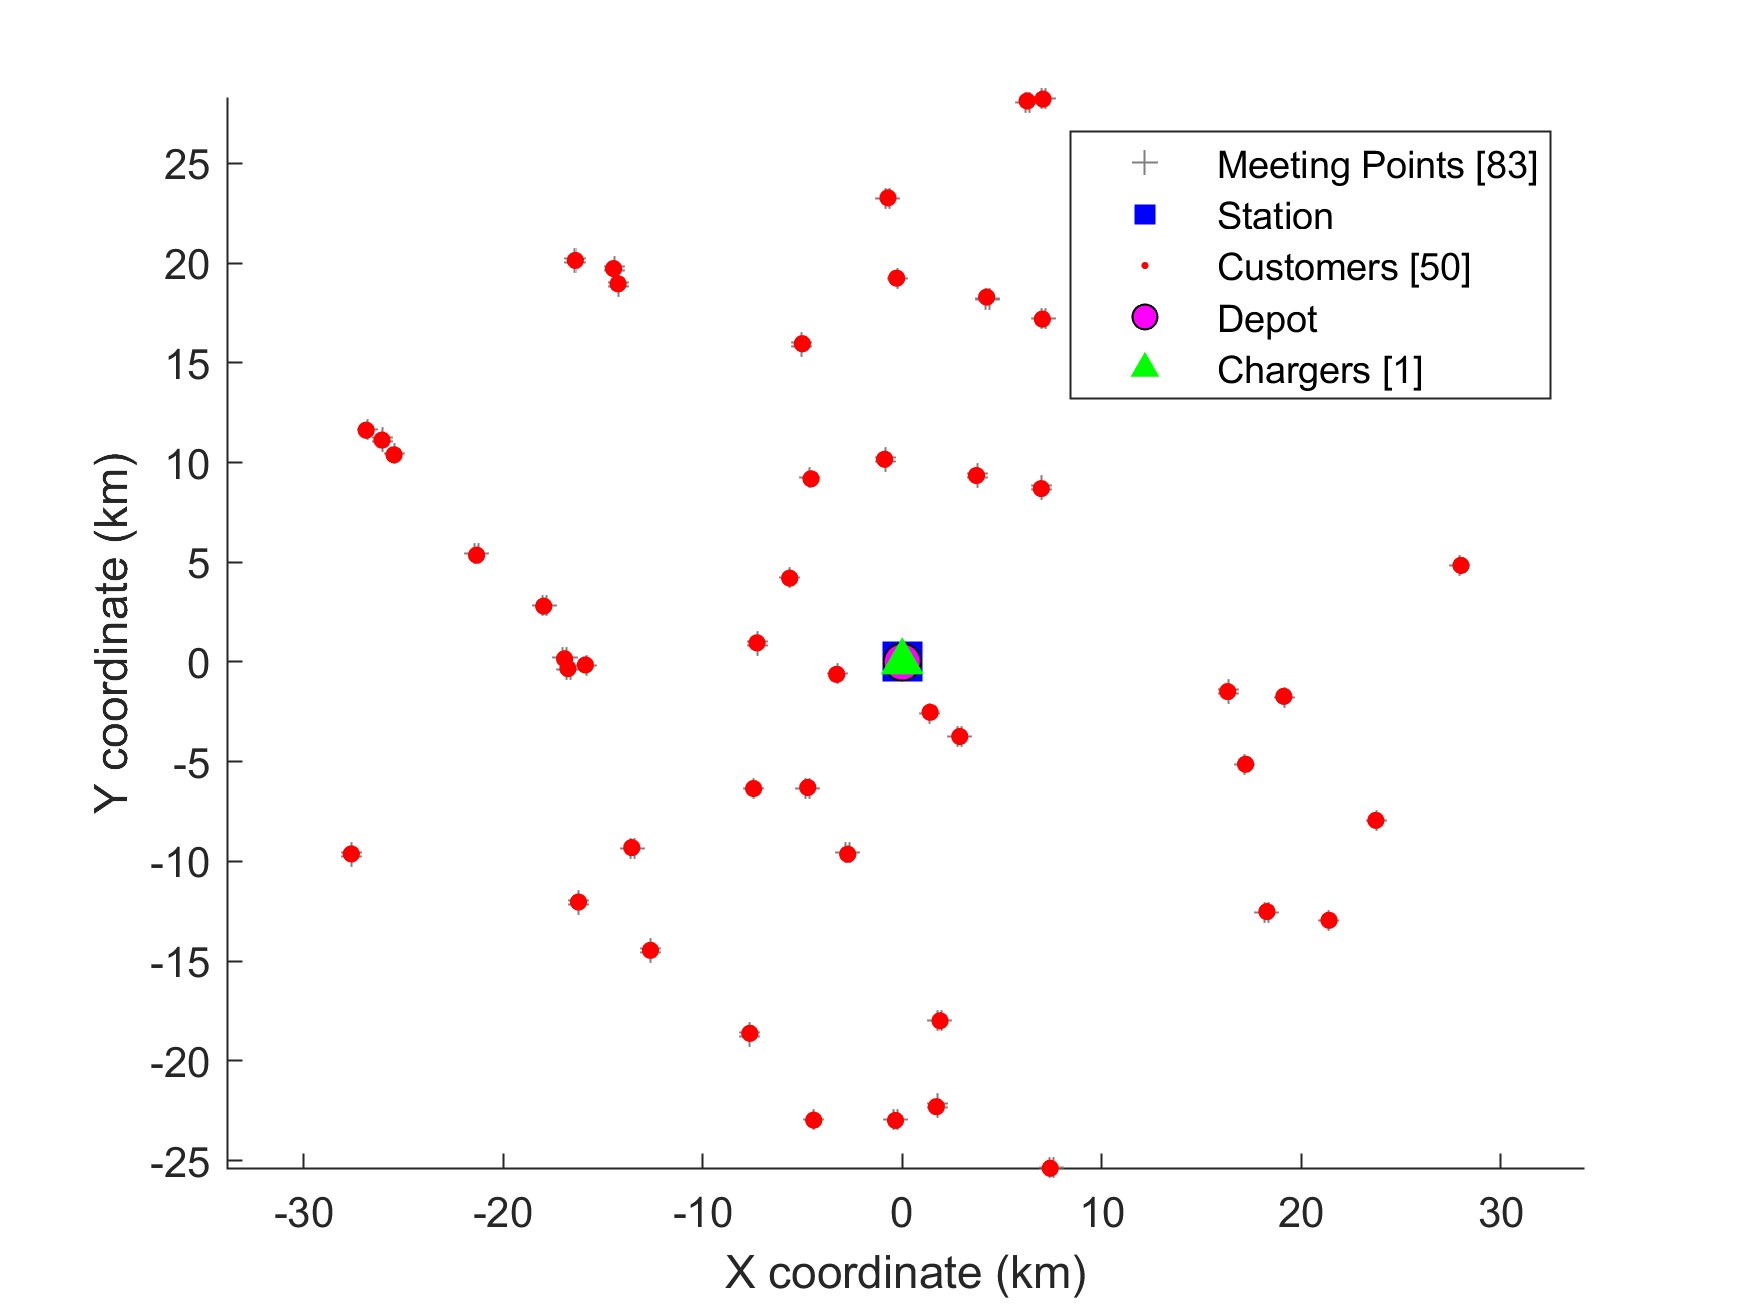 25
20
15
10
5
0
-5
-10
-15
-20
-25
Y coordinate (km)
Meeting Points [83]
Station
Customers [50]
Depot
Chargers [1]
-30 -20 -10 0 10 20 30
X coordinate (km)